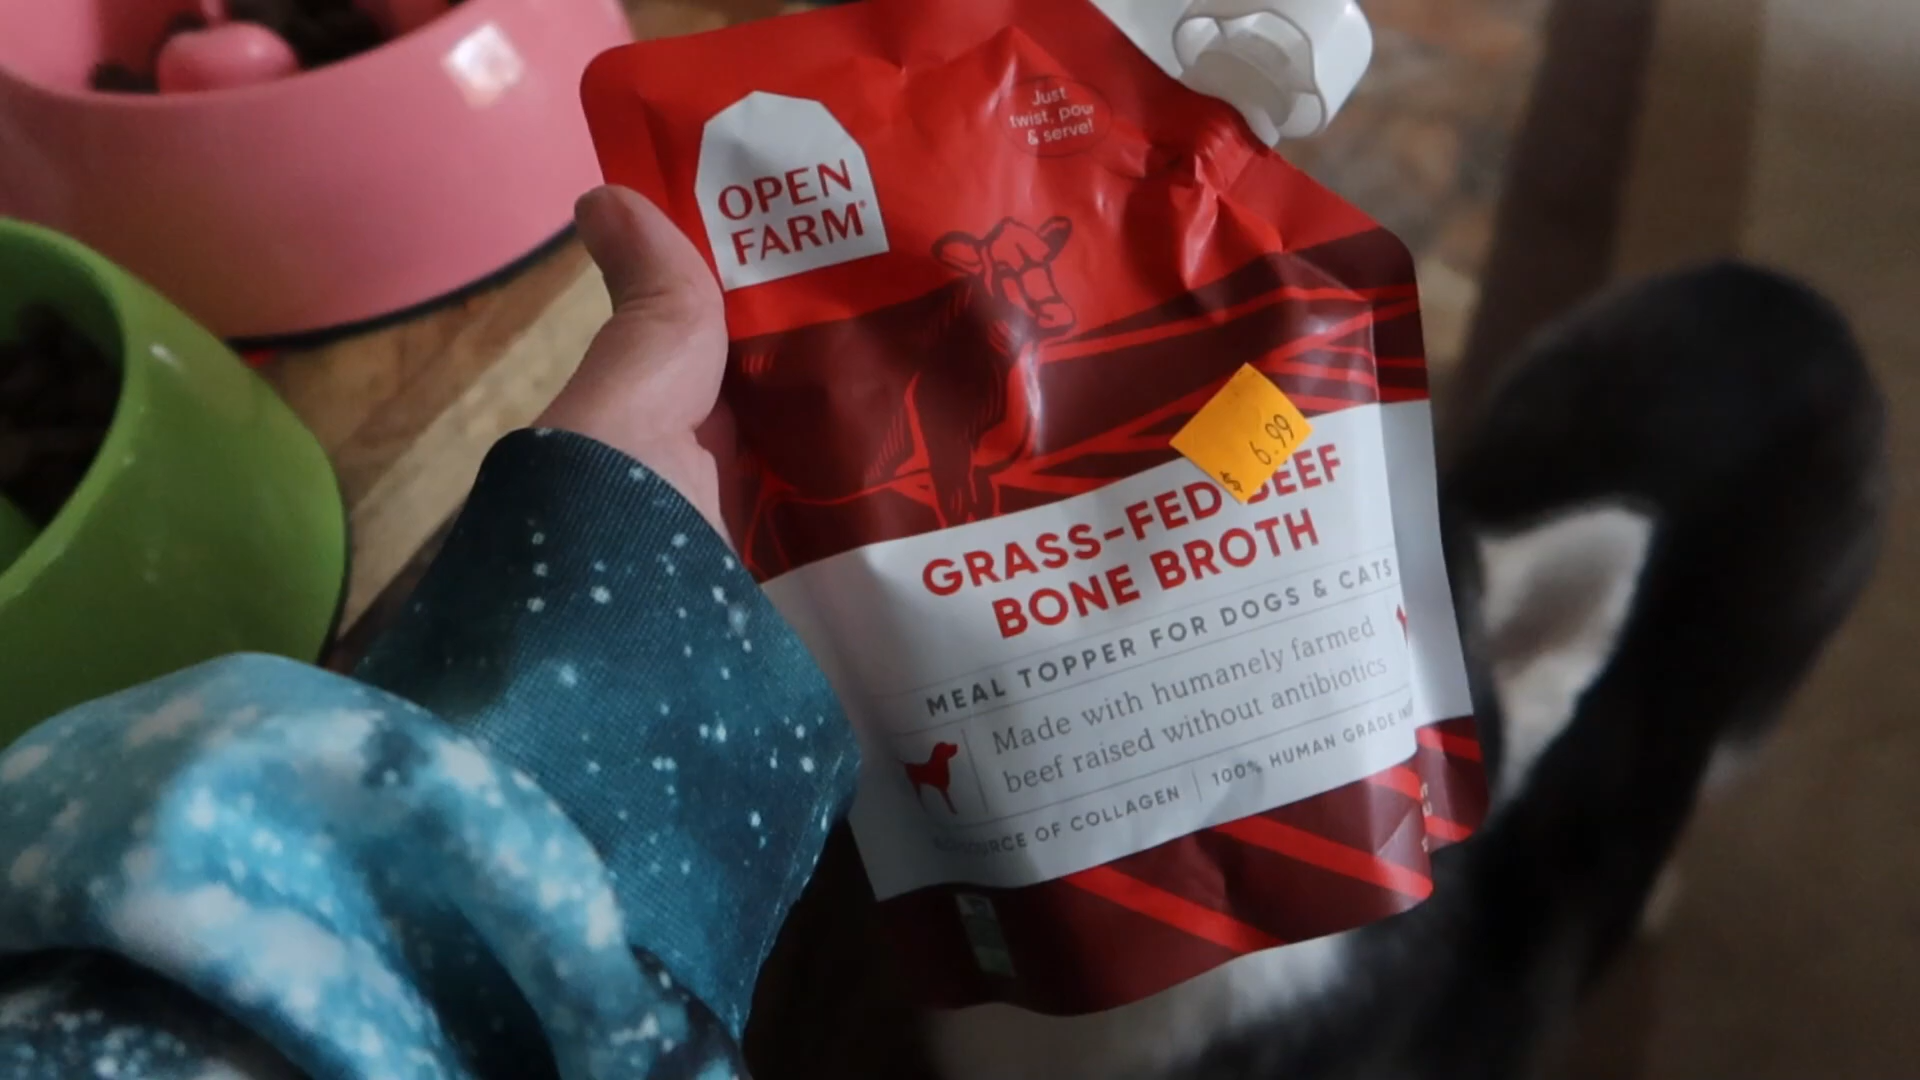 OPEN
FARM
Just
twist, pour
& serve!
$ 6.99
GRASS-FED BEEF
BONE BROTH
MEAL TOPPER FOR DOGS & CATS
Made with humanely farmed
beef raised without antibiotics
SOURCE OF COLLAGEN | 100% HUMAN GRADE